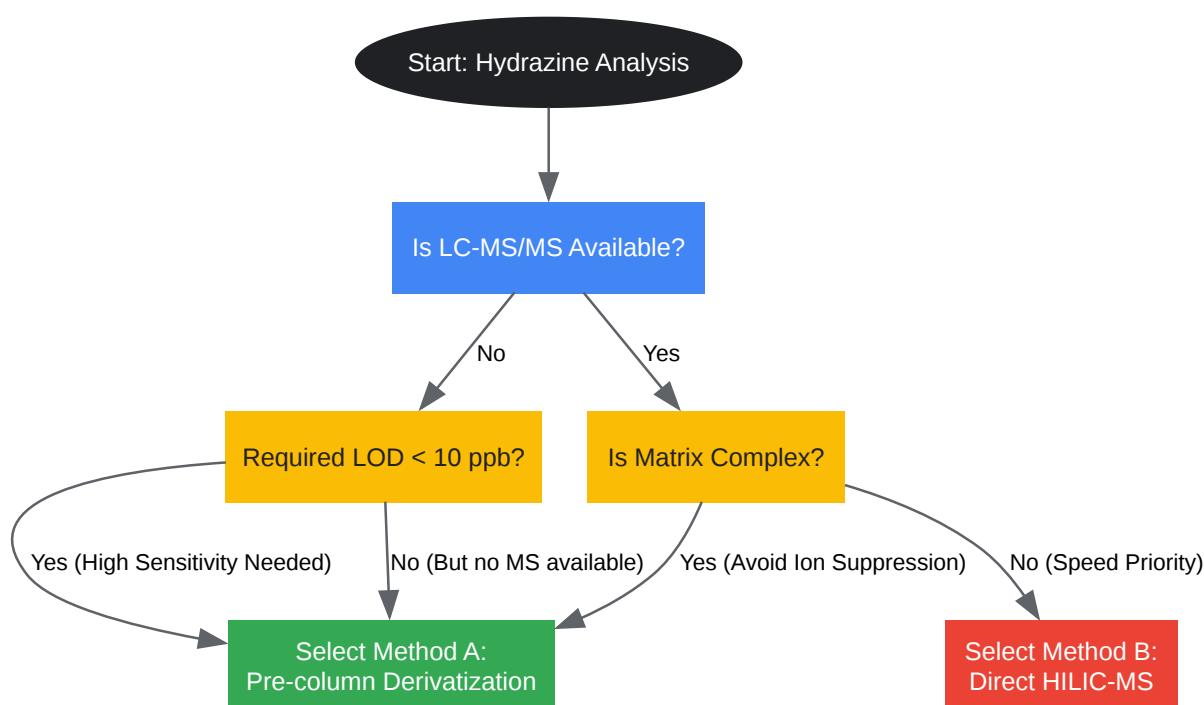 Start: Hydrazine Analysis
Is LC-MS/MS Available?
No
Yes
Required LOD < 10 ppb?
Is Matrix Complex?
Yes (High Sensitivity Needed)
No (But no MS available)
Yes (Avoid Ion Suppression)
No (Speed Priority)
Select Method A:
Pre-column Derivatization
Select Method B:
Direct HILIC-MS